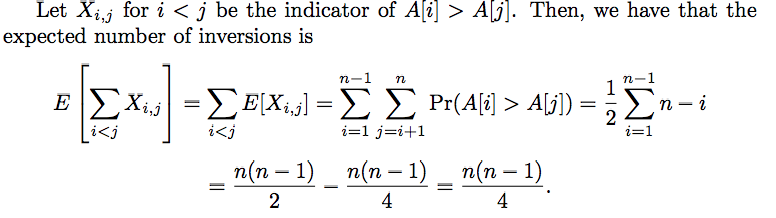 Let X_{i,j} for i < j be the indicator of A[i] > A[j]. Then, we have that the
expected number of inversions is
E [ \sum_{i<j} X_{i,j} ] = \sum_{i<j} E[X_{i,j}] = \sum_{i=1}^{n-1} \sum_{j=i+1}^{n} Pr(A[i] > A[j]) = \frac{1}{2} \sum_{i=1}^{n-1} n - i
= \frac{n(n-1)}{2} - \frac{n(n-1)}{4} = \frac{n(n-1)}{4}.